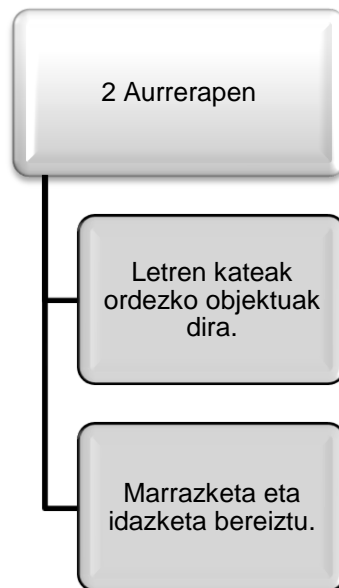 2 Aurrerapen
Letren kateak
ordezko objektuak
dira.
Marrazketa eta
idazketa bereiztu.